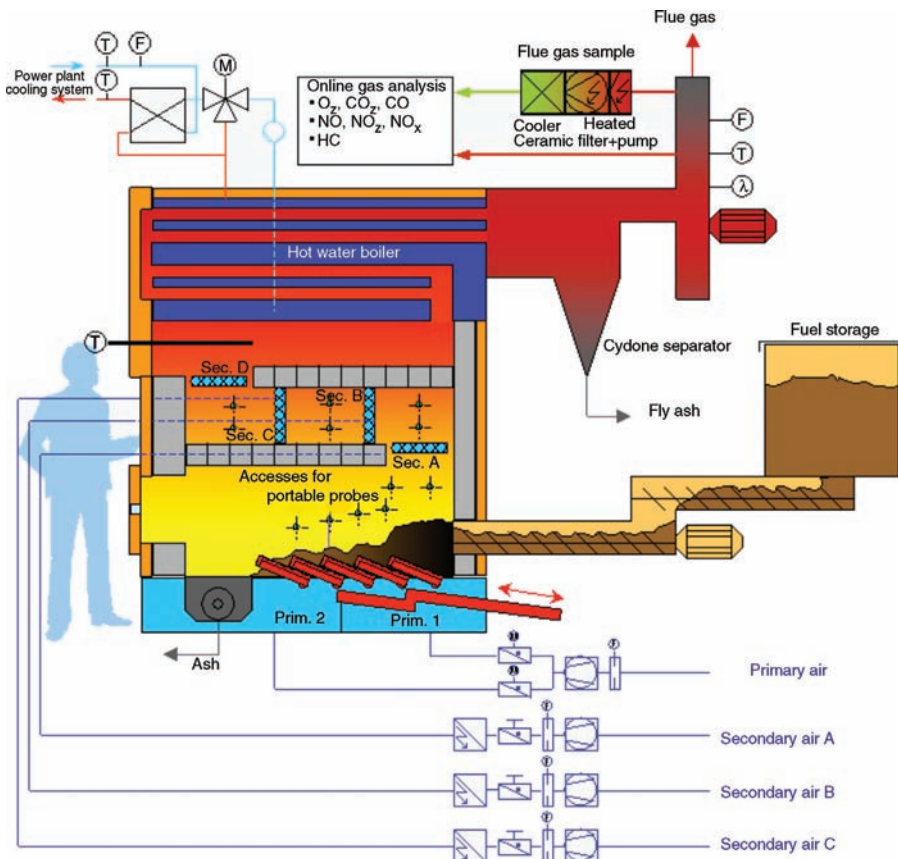 Flue gas
T
F
M
Power plant
cooling system
T
Flue gas sample
Online gas analysis
▪ O₂, CO₂, CO
▪ NO, NO₂, NOₓ
▪ HC
Cooler
Heated
Ceramic filter+pump
F
T
λ
Hot water boiler
T
Cydone separator
Fuel storage
Sec. D
Sec. B
Sec. C
Sec. A
Fly ash
Accesses for
portable probes
Prim. 2
Prim. 1
Ash
Primary air
Secondary air A
Secondary air B
Secondary air C